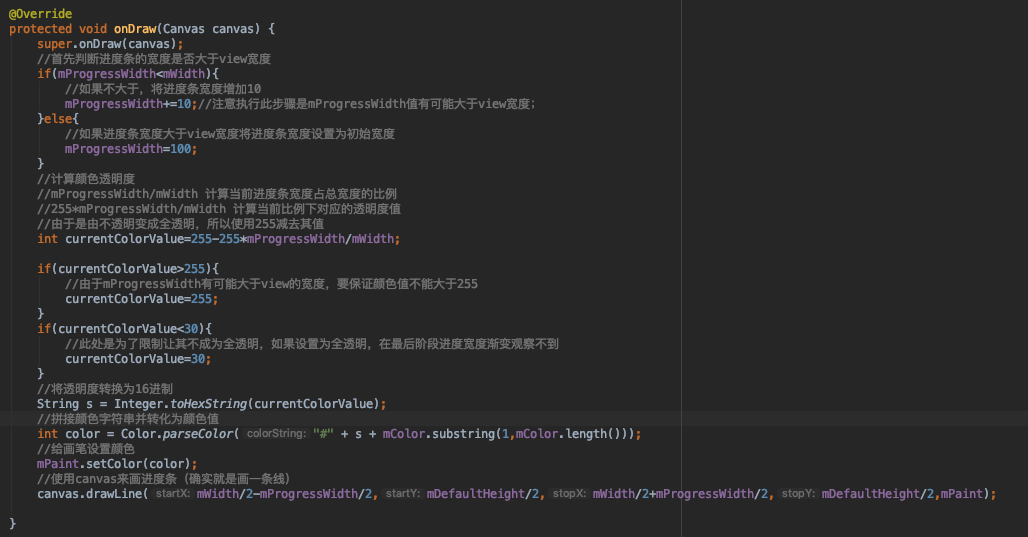 @Override
protected void onDraw(Canvas canvas) {
super.onDraw(canvas);
//首先判断进度条的宽度是否大于view宽度
if(mProgressWidth<mWidth){
//如果不大于，将进度条宽度增加10
mProgressWidth+=10;//注意执行此步骤是mProgressWidth值有可能大于view宽度;
}else{
//如果进度条宽度大于view宽度将进度条宽度设置为初始宽度
mProgressWidth=100;
}
//计算颜色透明度
//mProgressWidth/mWidth 计算当前进度条宽度占总宽度的比例
//255*mProgressWidth/mWidth 计算当前比例下对应的透明度值
//由于是由不透明变成全透明，所以使用255减去其值
int currentColorValue=255-255*mProgressWidth/mWidth;
if(currentColorValue>255){
//由于mProgressWidth有可能大于view的宽度，要保证颜色值不能大于255
currentColorValue=255;
}
if(currentColorValue<30){
//此处是为了限制让其不成为全透明，如果设置为全透明，在最后阶段进度宽度渐变观察不到
currentColorValue=30;
}
//将透明度转换为16进制
String s = Integer.toHexString(currentColorValue);
//拼接颜色字符串并转化为颜色值
int color = Color.parseColor( colorString: "#" + s + mColor.substring(1,mColor.length()));
//给画笔设置颜色
mPaint.setColor(color);
//使用canvas来画进度条（确实就是画一条线）
canvas.drawLine( startX: mWidth/2-mProgressWidth/2, startY: mDefaultHeight/2, stopX: mWidth/2+mProgressWidth/2, stopY: mDefaultHeight/2,mPaint);
}